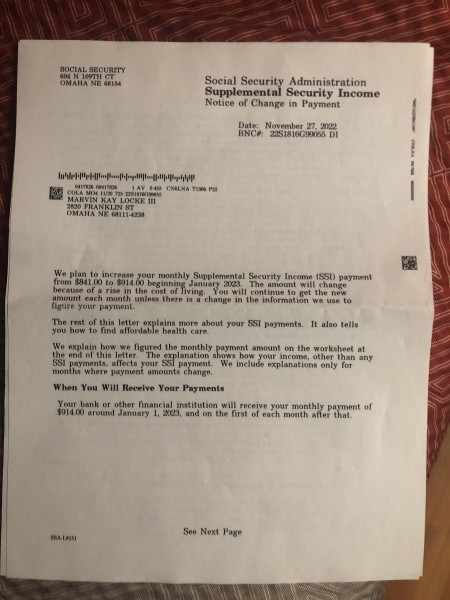 SOCIAL SECURITY
604 N 109TH CT
OMAHA NE 68154
Social Security Administration
Supplemental Security Income
Notice of Change in Payment
Date: November 27, 2022
BNC#: 22S1816G99055 DI
1 AV 0
COLA
MARVIN KAY LOCKE III
2820 FRANKLIN ST
OMAHA NE 68111-4238
We plan to increase your monthly Supplemental Security Income (SSI) payment
from $841.00 to $914.00 beginning January 2023. The amount will change
because of a rise in the cost of living. You will continue to get the new
amount each month unless there is a change in the information we use to
figure your payment.
The rest of this letter explains more about your SSI payments. It also tells
you how to find affordable health care.
We explain how we figured the monthly payment amount on the worksheet at
the end of this letter. The explanation shows how your income, other than any
SSI payments, affects your SSI payment. We include explanations only for
months where payment amounts change.
When You Will Receive Your Payments
Your bank or other financial institution will receive your monthly payment of
$914.00 around January 1, 2023, and on the first of each month after that.
See Next Page